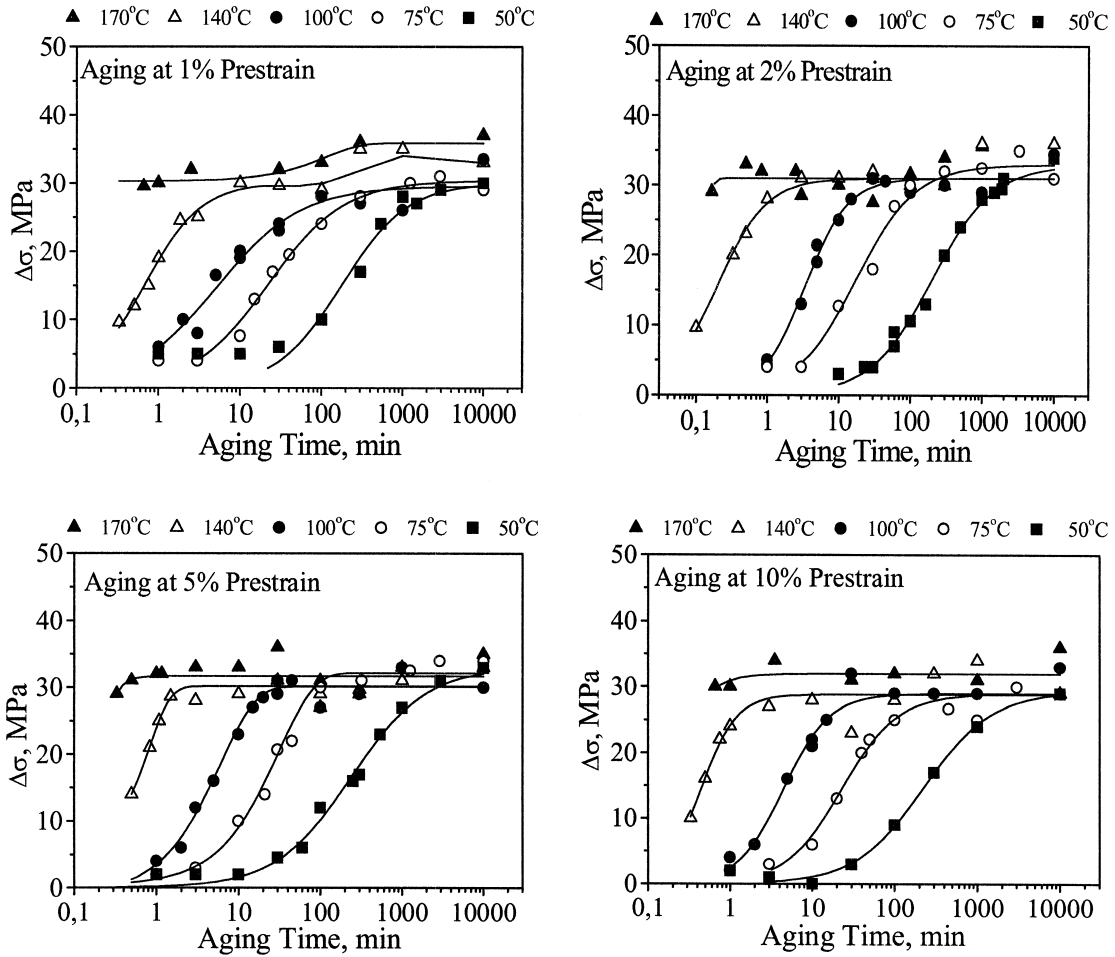 170°C 140°C 100°C 75°C 50°C
Aging at 1% Prestrain
50
40
30
20
10
0
Δσ, MPa
0,1 1 10 100 1000 10000
Aging Time, min
170°C 140°C 100°C 75°C 50°C
Aging at 2% Prestrain
50
40
30
20
10
0
Δσ, MPa
0,1 1 10 100 1000 10000
Aging Time, min
170°C 140°C 100°C 75°C 50°C
Aging at 5% Prestrain
50
40
30
20
10
0
Δσ, MPa
0,1 1 10 100 1000 10000
Aging Time, min
170°C 140°C 100°C 75°C 50°C
Aging at 10% Prestrain
50
40
30
20
10
0
Δσ, MPa
0,1 1 10 100 1000 10000
Aging Time, min